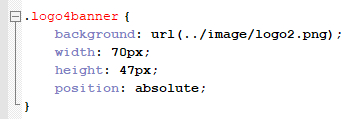 .logo4banner {
background: url(../image/logo2.png);
width: 70px;
height: 47px;
position: absolute;
}